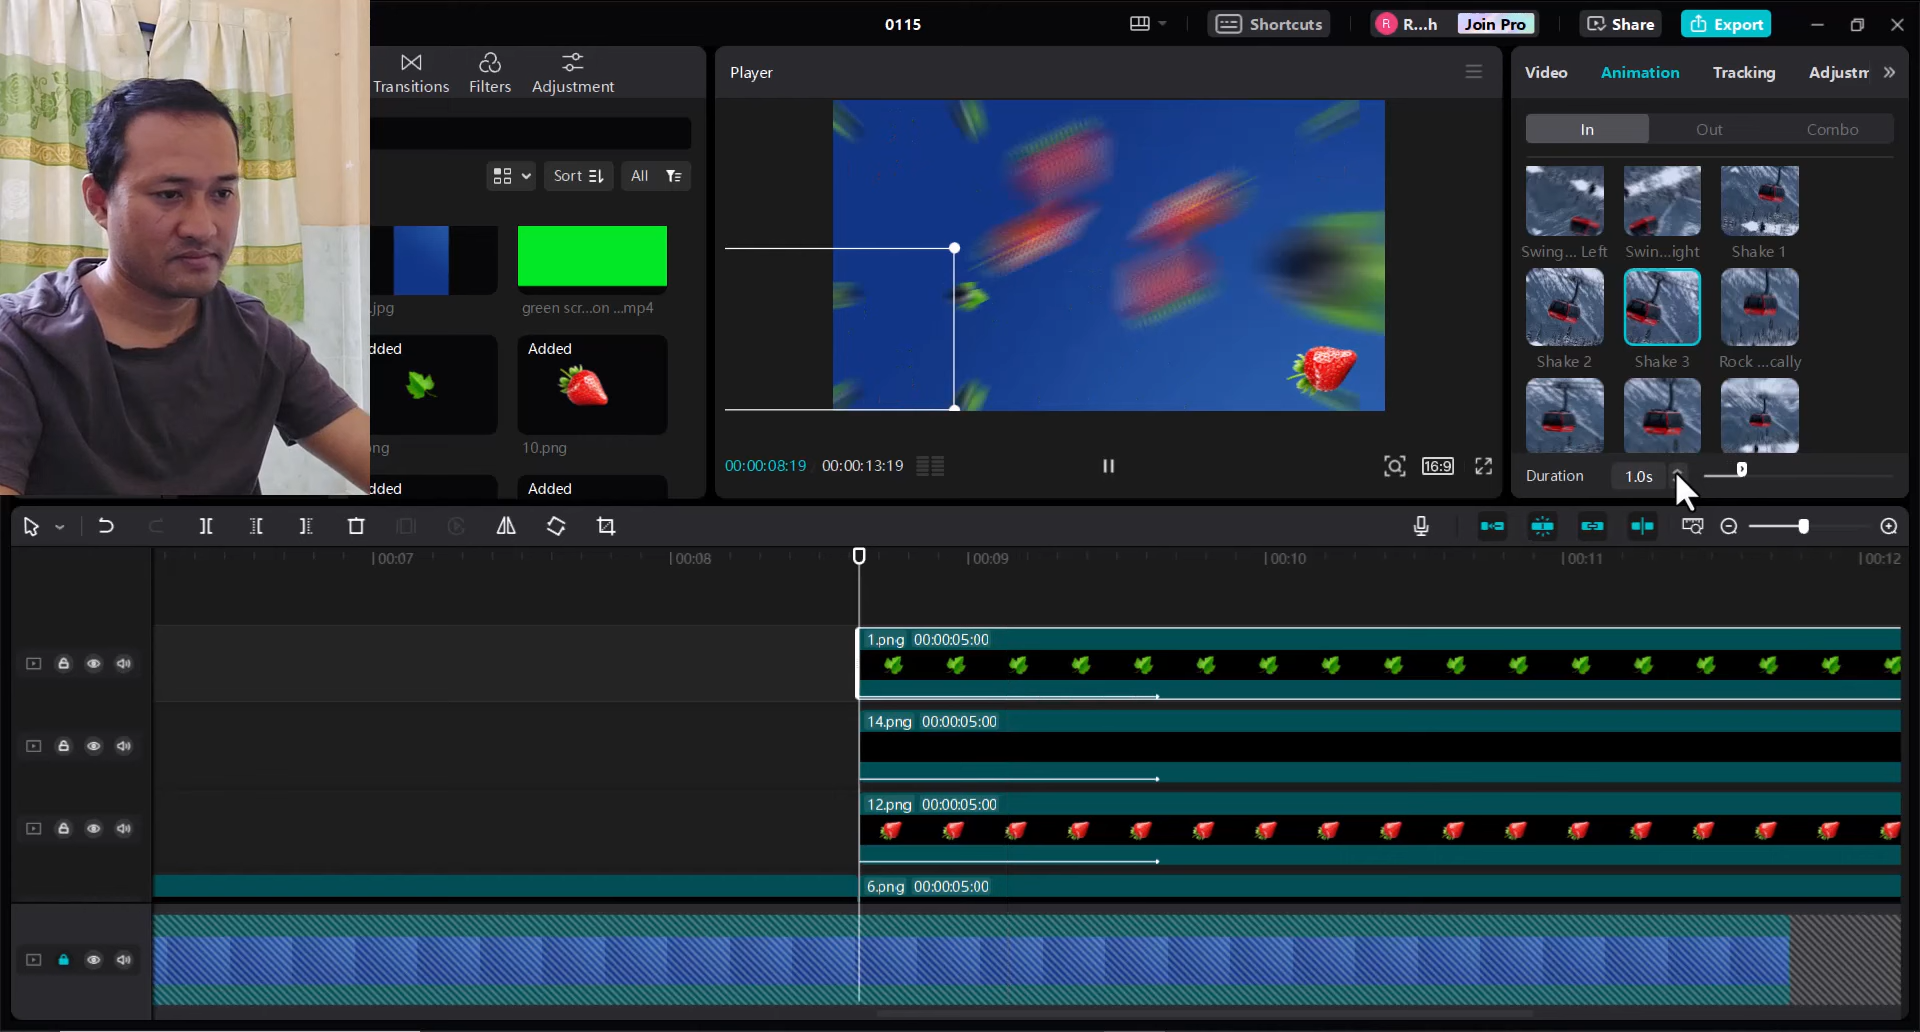 0115
Shortcuts
R
R...h
Join Pro
Share
Export
Transitions
Filters
Adjustment
Player
Video
Animation
Tracking
Adjustm
In
Out
Combo
Sort
All
.jpg
green scr...on ...mp4
Swing... Left
Swin...ight
Shake 1
Shake 2
Shake 3
Rock ...cally
dded
Added
ng
10.png
dded
Added
00:00:08:19
00:00:13:19
16:9
Duration
1.0s
00:07
00:08
00:09
00:10
00:11
00:12
1.png 00:00:05:00
14.png 00:00:05:00
12.png 00:00:05:00
6.png 00:00:05:00